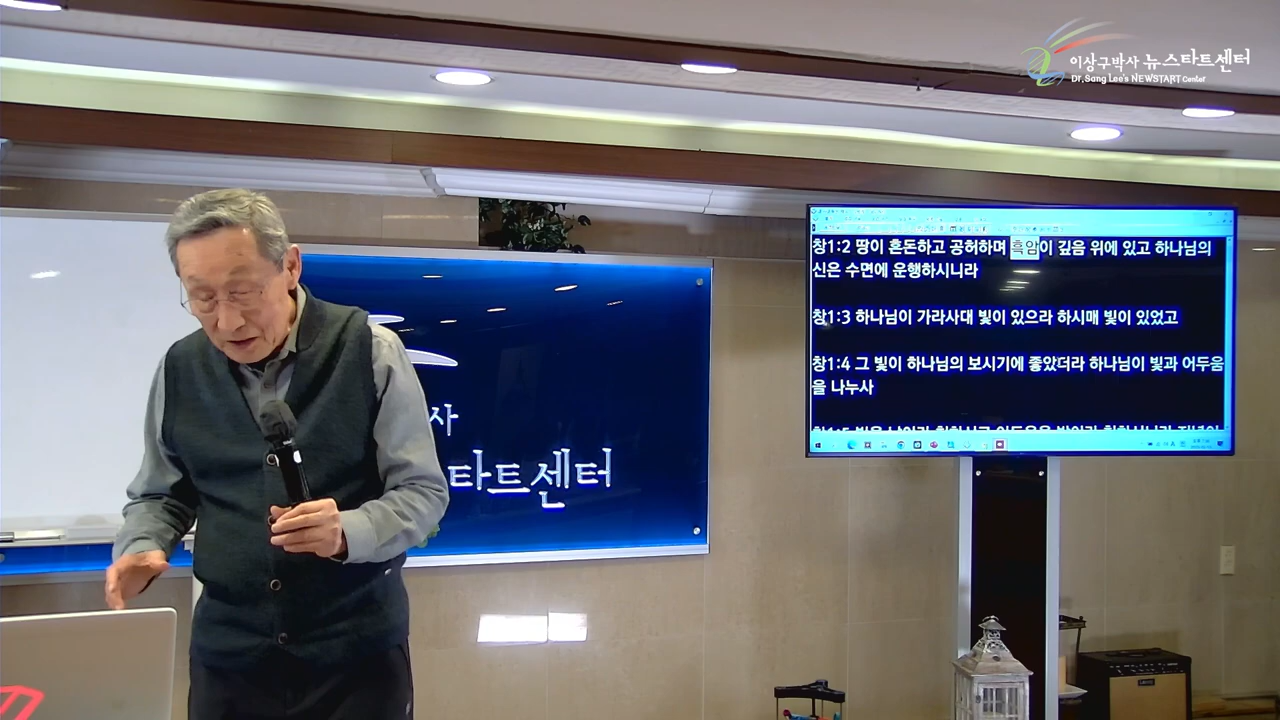 이상구박사 뉴스타트센터
Dr. Sang Lee's NEWSTART Center
창1:2 땅이 혼돈하고 공허하며 흑암이 깊음 위에 있고 하나님의
신은 수면에 운행하시니라
창1:3 하나님이 가라사대 빛이 있으라 하시매 빛이 있었고
창1:4 그 빛이 하나님의 보시기에 좋았더라 하나님이 빛과 어두움
을 나누사
사
스타트센터